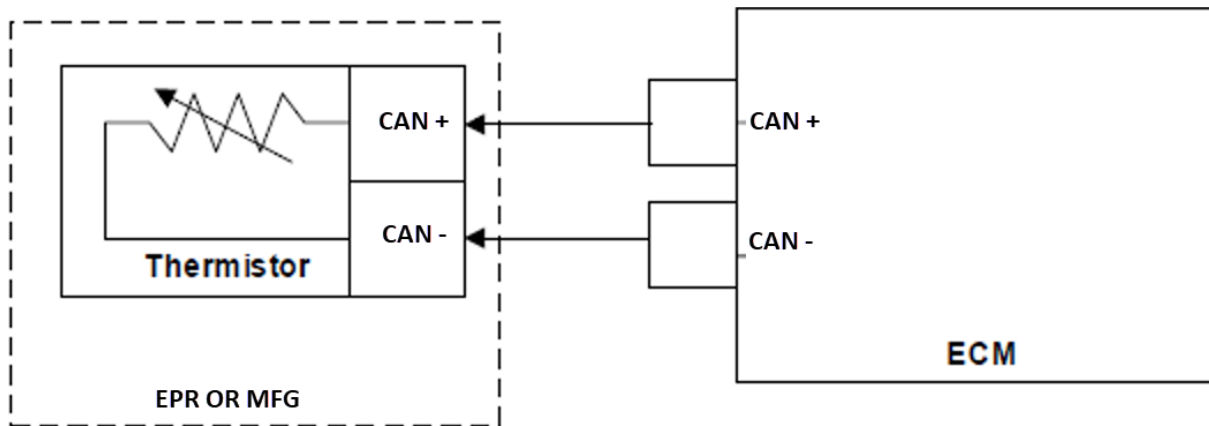 CAN +
CAN +
CAN -
CAN -
Thermistor
ECM
EPR OR MFG